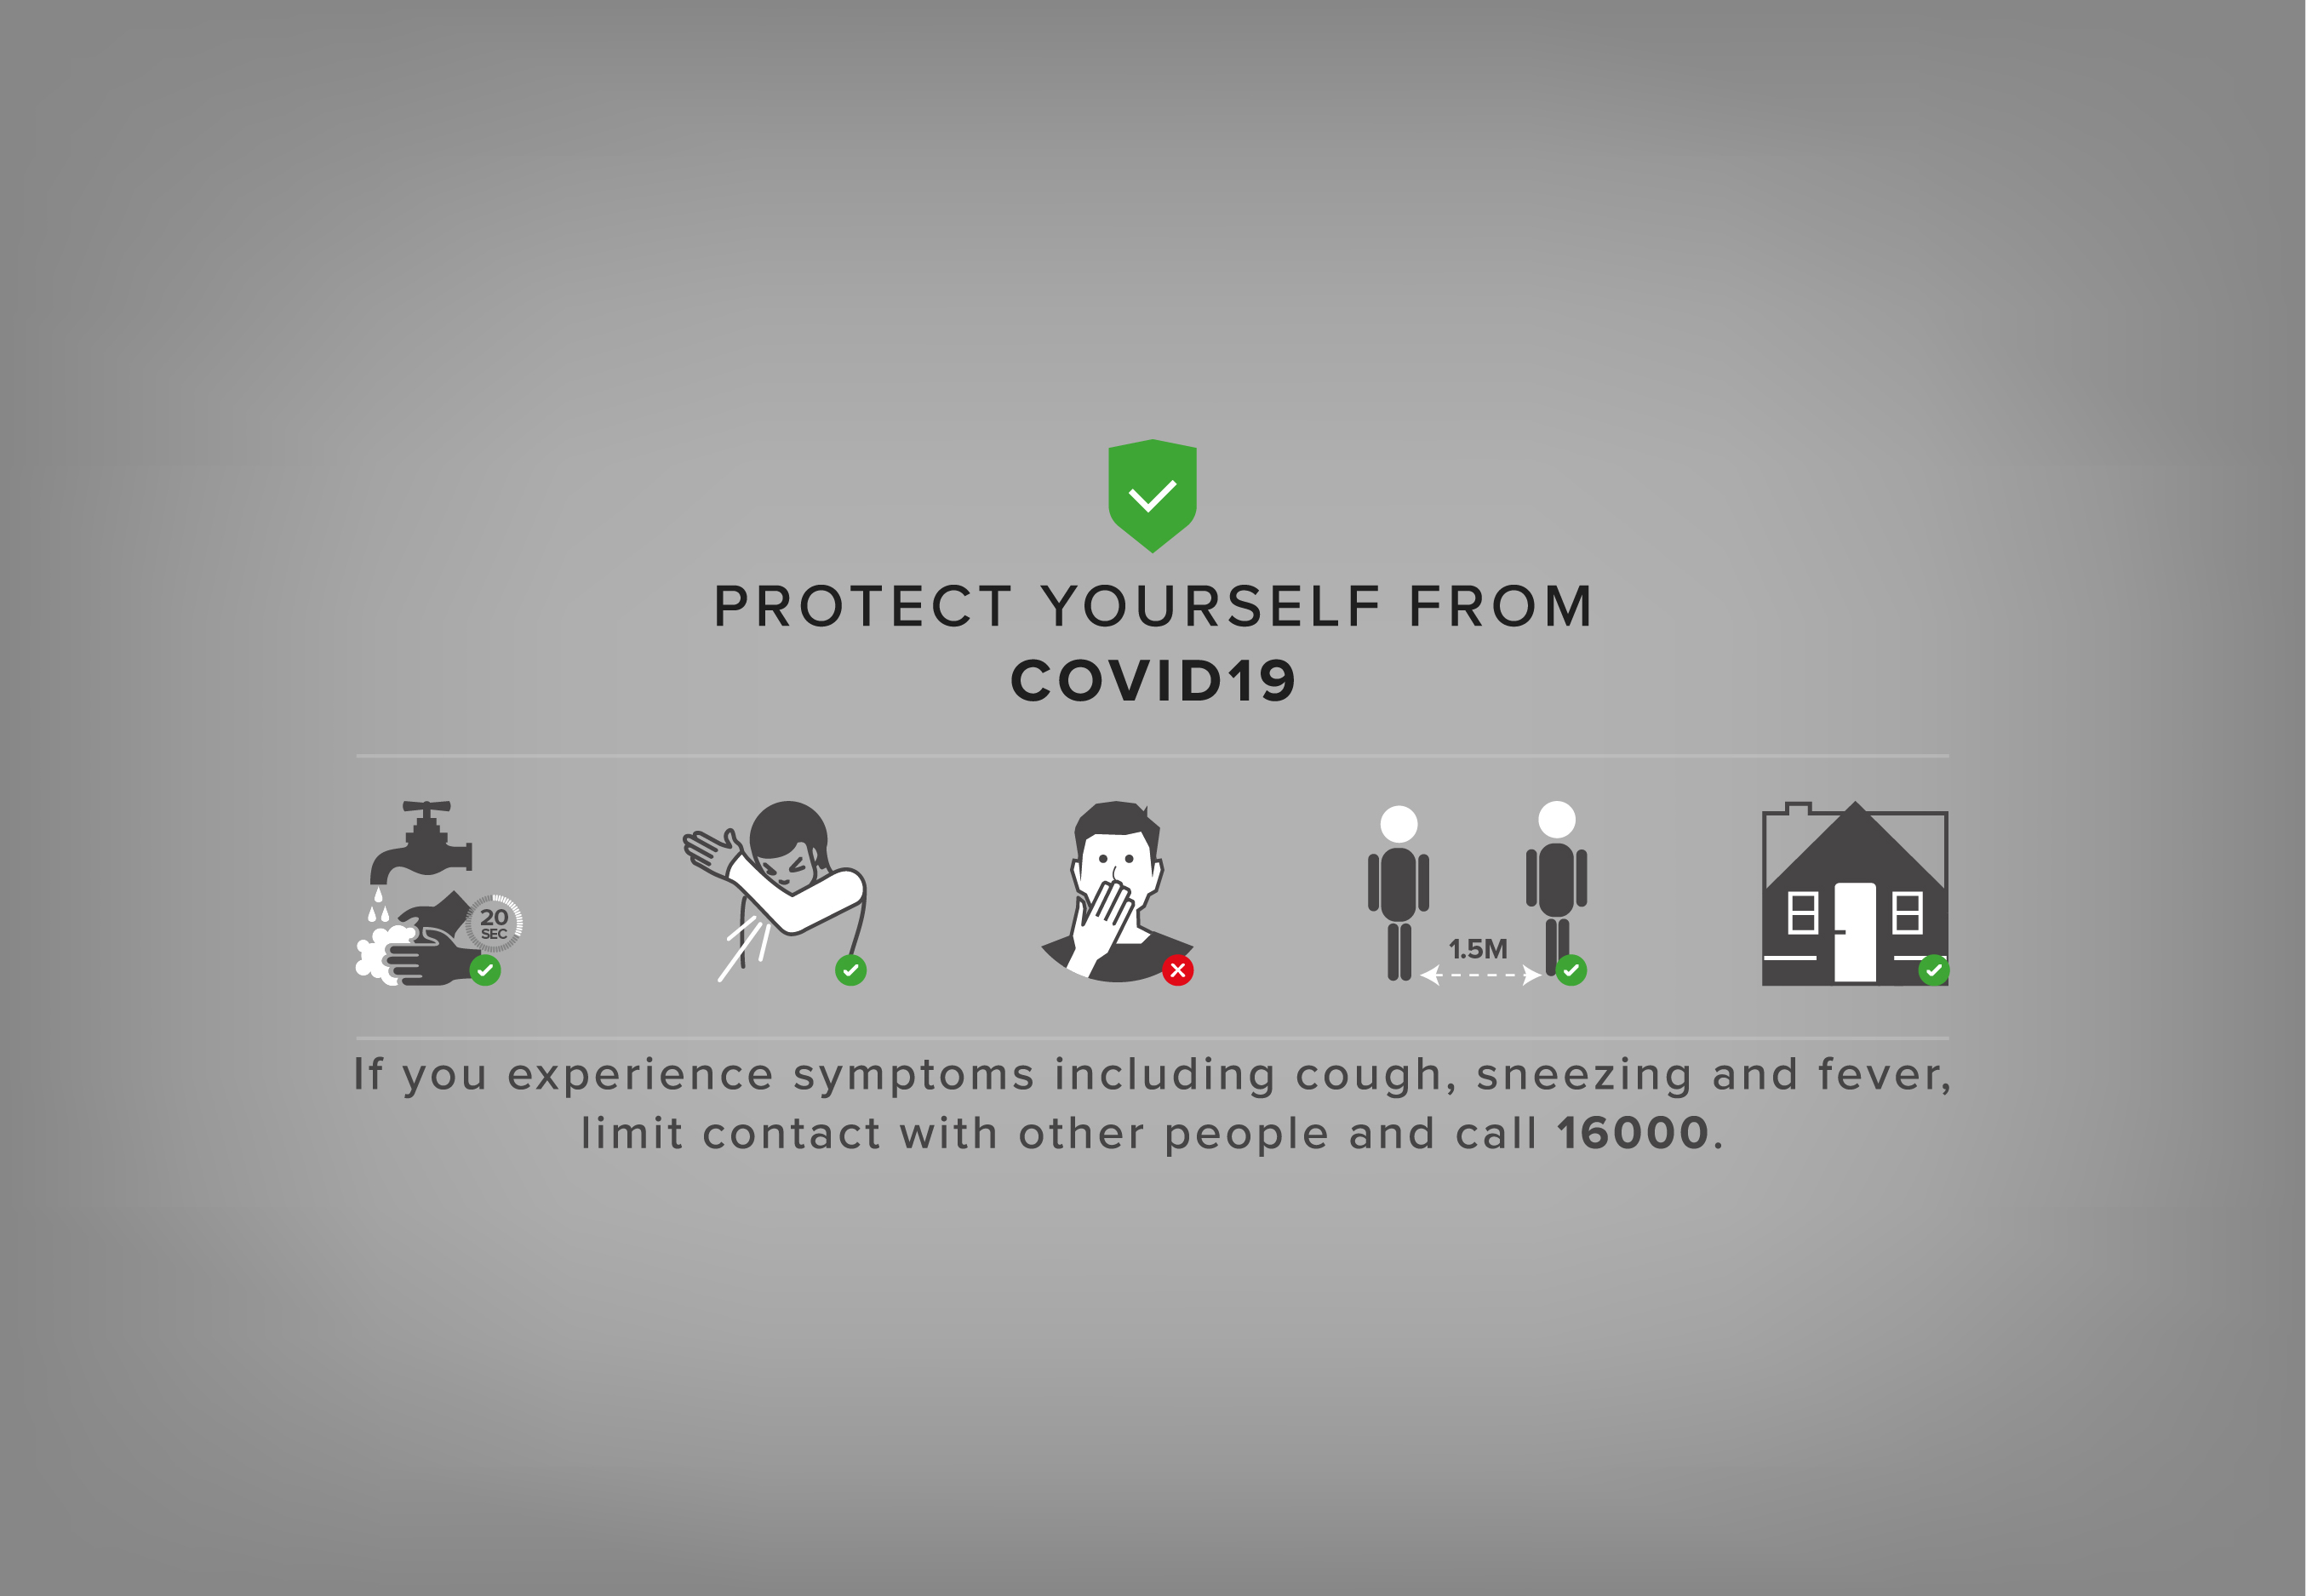 PROTECT YOURSELF FROM
COVID19
20
SEC
1.5M
If you experience symptoms including cough, sneezing and fever,
limit contact with other people and call 16000.